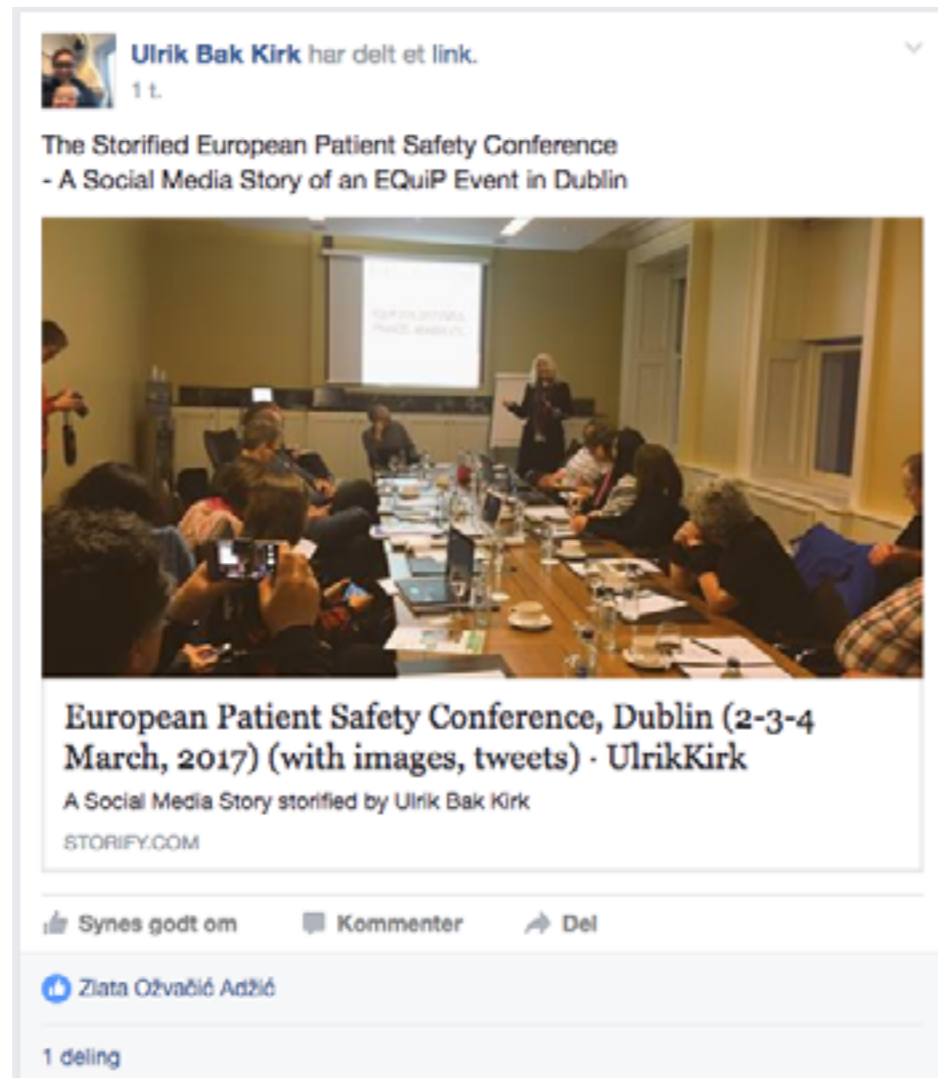 Ulrik Bak Kirk har delt et link.
1 t.
The Storified European Patient Safety Conference
- A Social Media Story of an EQuiP Event in Dublin
European Patient Safety Conference, Dublin (2-3-4
March, 2017) (with images, tweets) · UlrikKirk
A Social Media Story storified by Ulrik Bak Kirk
STORIFY.COM
Synes godt om Kommenter Del
Zlata Ožvačić Adžić
1 deling